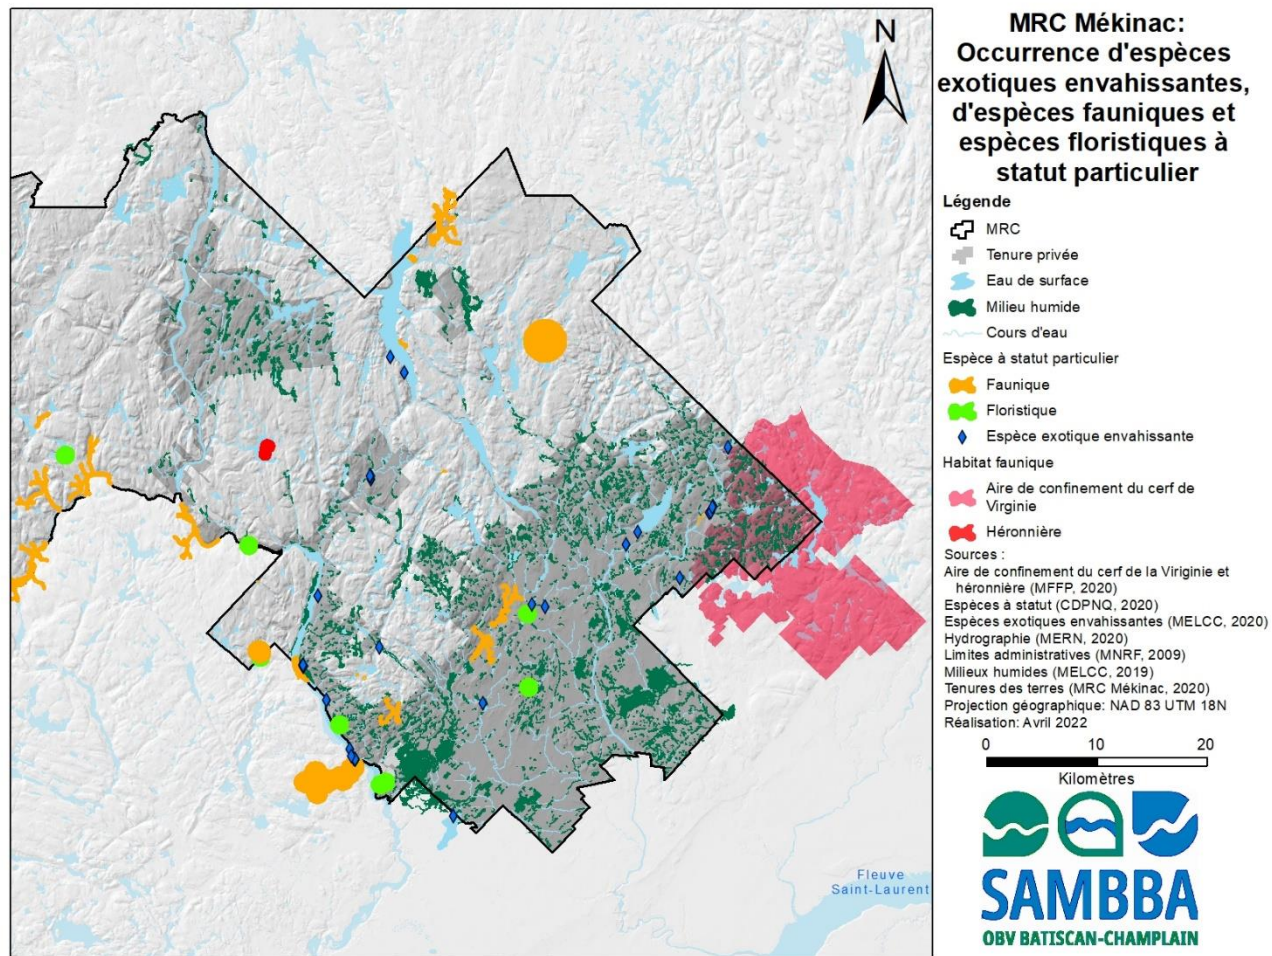 MRC Mékinac:
Occurrence d'espèces
exotiques envahissantes,
d'espèces fauniques et
espèces floristiques à
statut particulier
N
Légende
MRC
Tenure privée
Eau de surface
Milieu humide
Cours d'eau
Espèce à statut particulier
Faunique
Floristique
Espèce exotique envahissante
Habitat faunique
Aire de confinement du cerf de
Virginie
Héronnière
Sources :
Aire de confinement du cerf de la Viriginie et
héronnière (MFFP, 2020)
Espèces à statut (CDPNQ, 2020)
Espèces exotiques envahissantes (MELCC, 2020)
Hydrographie (MERN, 2020)
Limites administratives (MNRF, 2009)
Milieux humides (MELCC, 2019)
Tenures des terres (MRC Mékinac, 2020)
Projection géographique: NAD 83 UTM 18N
Réalisation: Avril 2022
0 10 20
Kilomètres
Fleuve
Saint-Laurent
SAMBBA
OBV BATISCAN-CHAMPLAIN